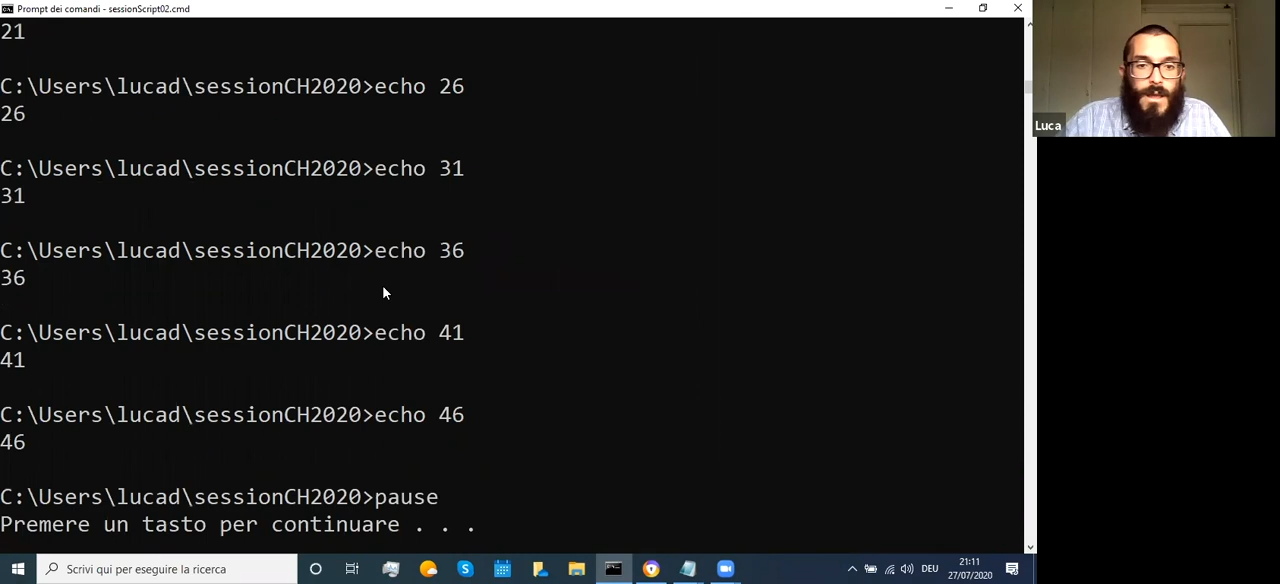 Prompt dei comandi - sessionScript02.cmd
21
C:\Users\lucad\sessionCH2020>echo 26
26
C:\Users\lucad\sessionCH2020>echo 31
31
C:\Users\lucad\sessionCH2020>echo 36
36
C:\Users\lucad\sessionCH2020>echo 41
41
C:\Users\lucad\sessionCH2020>echo 46
46
C:\Users\lucad\sessionCH2020>pause
Premere un tasto per continuare . . .
Luca
Scrivi qui per eseguire la ricerca
DEU
21:11
27/07/2020